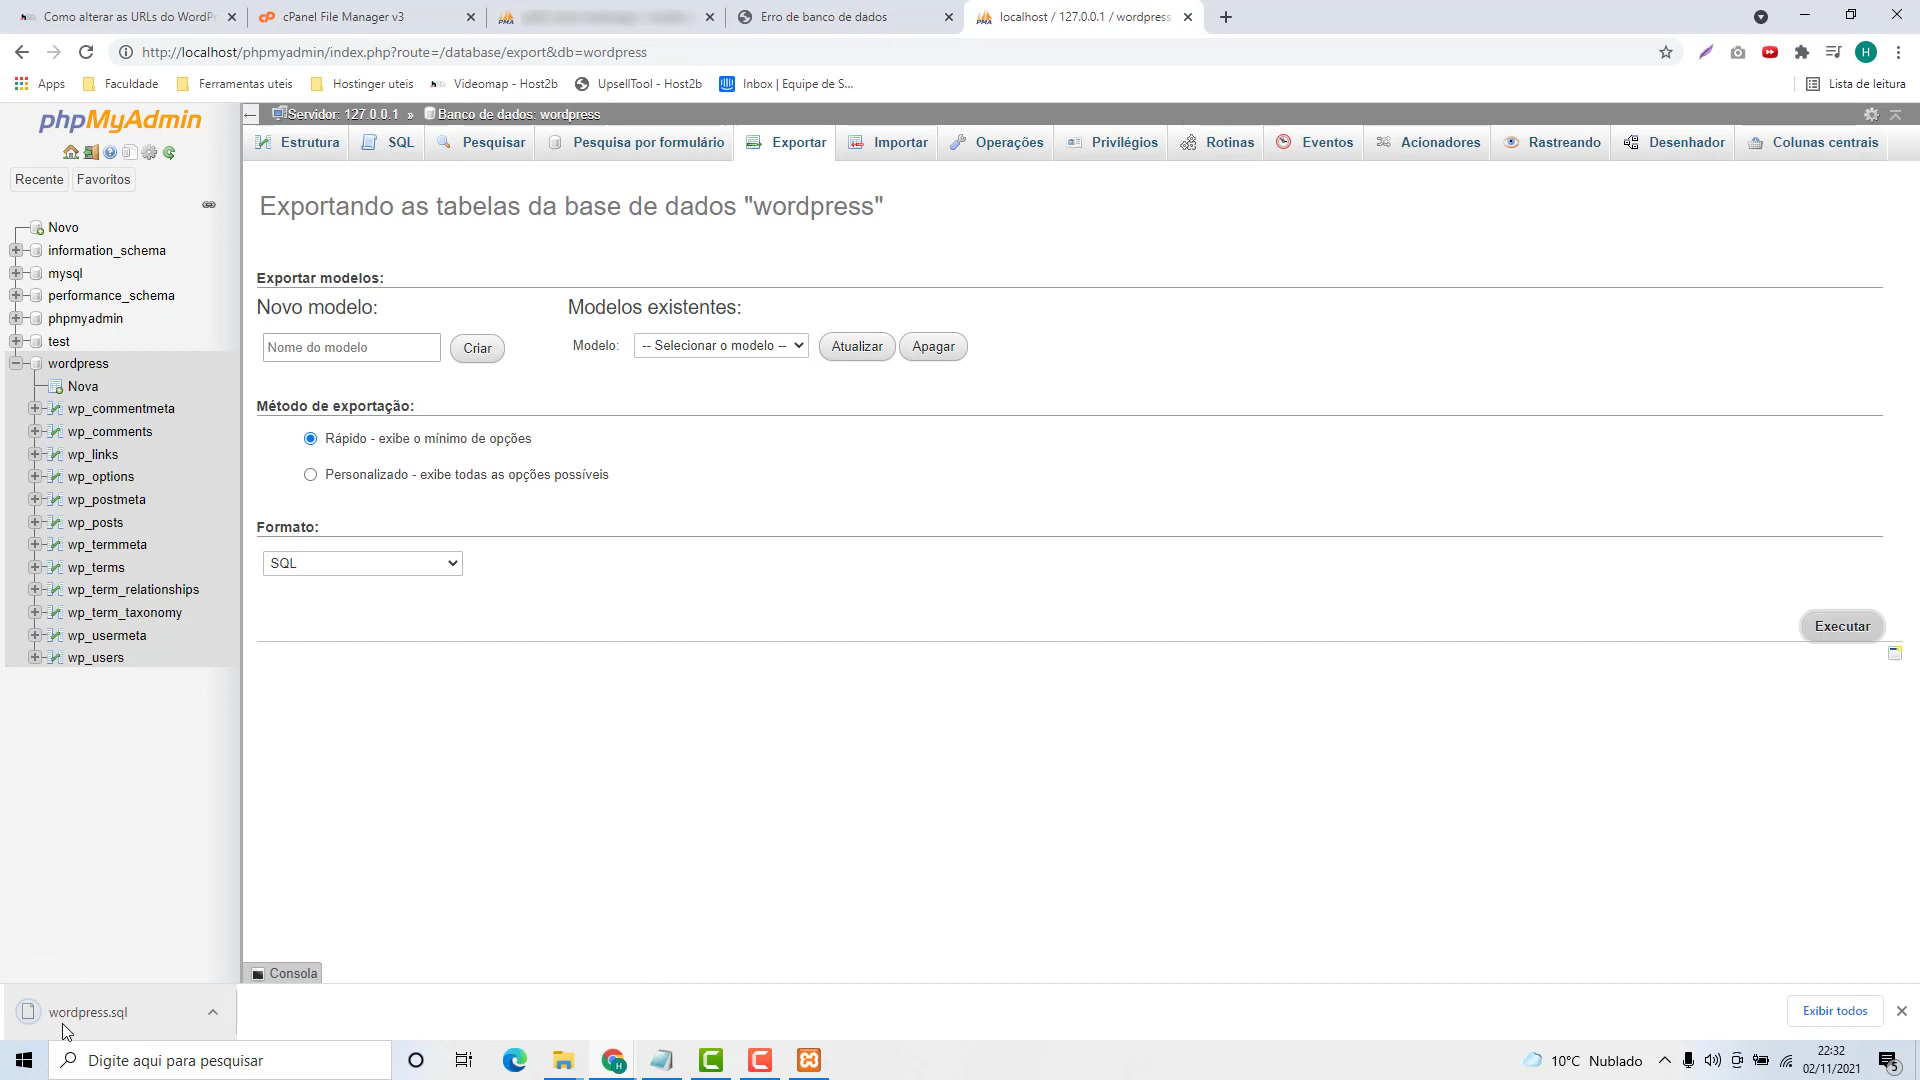 Como alterar as URLs do WordPr
cPanel File Manager v3
Erro de banco de dados
localhost / 127.0.0.1 / wordpress
http://localhost/phpmyadmin/index.php?route=/database/export&db=wordpress
H
Apps
Faculdade
Ferramentas uteis
Hostinger uteis
Videomap - Host2b
UpsellTool - Host2b
Inbox | Equipe de S...
Lista de leitura
phpMyAdmin
Servidor: 127.0.0.1 » Banco de dados: wordpress
Estrutura
SQL
Pesquisar
Pesquisa por formulário
Exportar
Importar
Operações
Privilégios
Rotinas
Eventos
Acionadores
Rastreando
Desenhador
Colunas centrais
Recente
Favoritos
Novo
information_schema
mysql
performance_schema
phpmyadmin
test
wordpress
Nova
wp_commentmeta
wp_comments
wp_links
wp_options
wp_postmeta
wp_posts
wp_termmeta
wp_terms
wp_term_relationships
wp_term_taxonomy
wp_usermeta
wp_users
Exportando as tabelas da base de dados "wordpress"
Exportar modelos:
Novo modelo:
Nome do modelo
Criar
Modelos existentes:
Modelo:
-- Selecionar o modelo --
Atualizar
Apagar
Método de exportação:
Rápido - exibe o mínimo de opções
Personalizado - exibe todas as opções possíveis
Formato:
SQL
Executar
Consola
wordpress.sql
Exibir todos
Digite aqui para pesquisar
10°C Nublado
22:32
02/11/2021
5